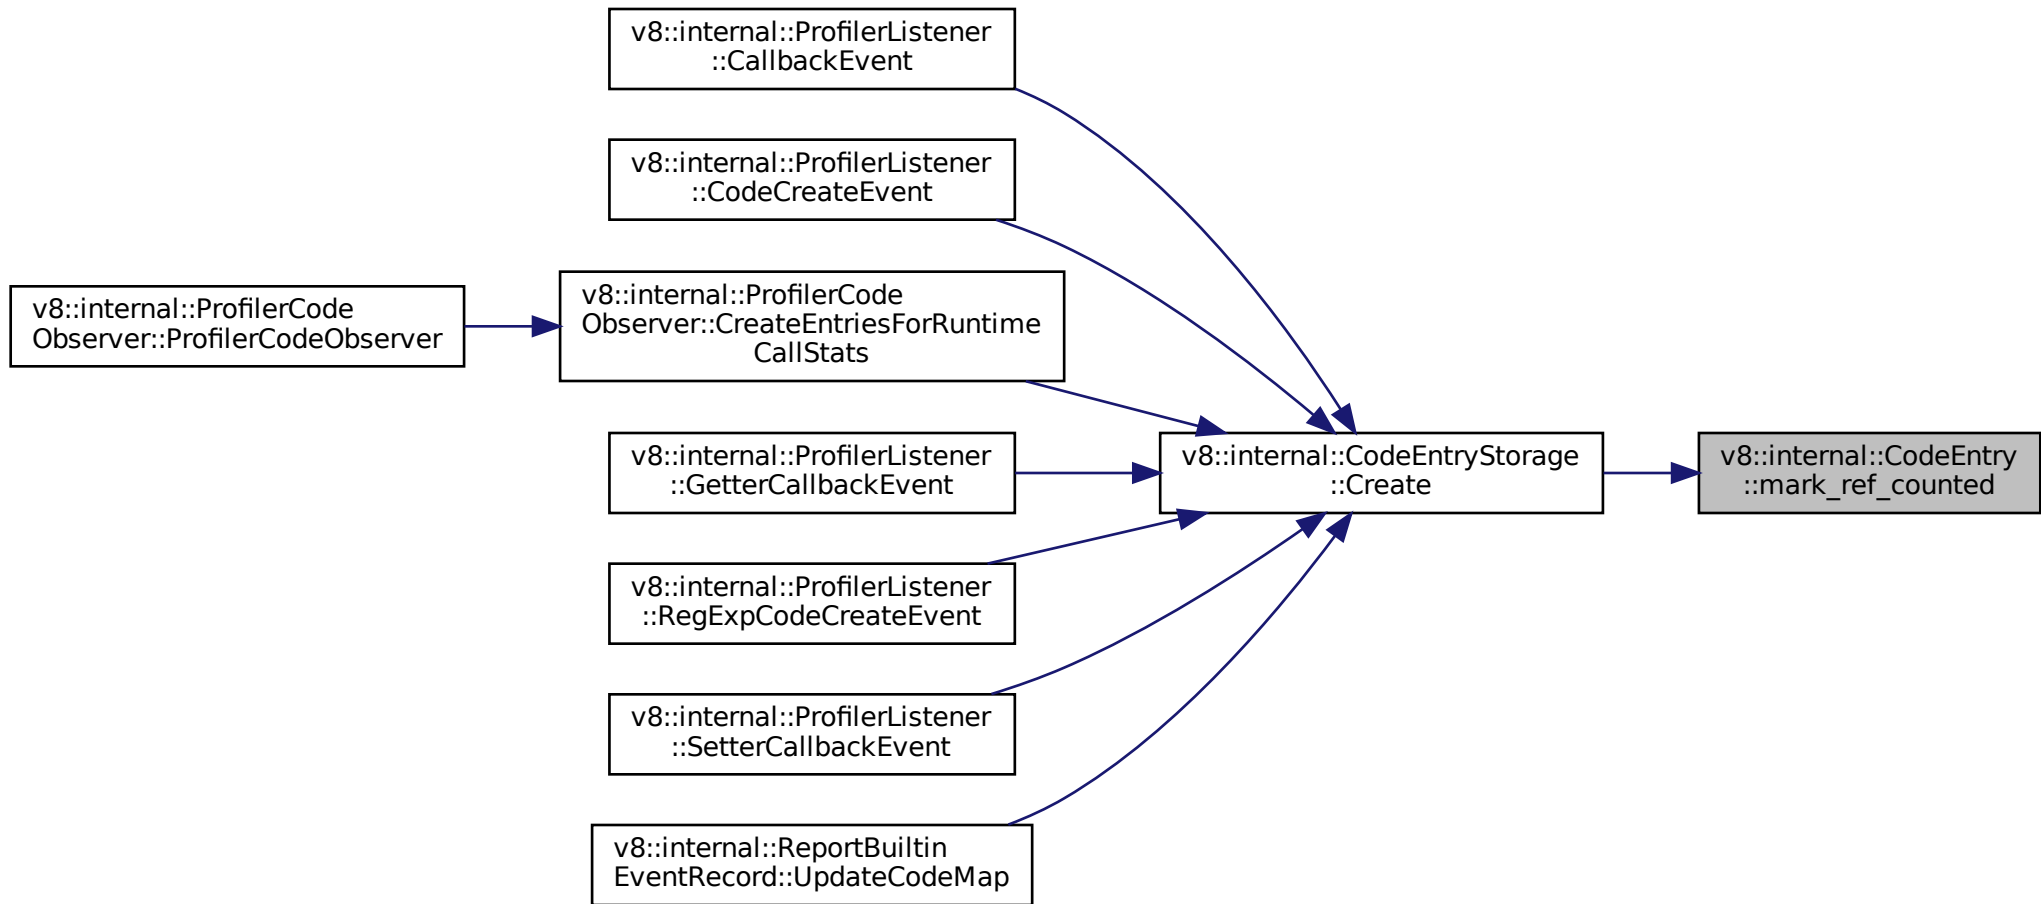 v8::internal::ProfilerListener
::CallbackEvent
v8::internal::ProfilerListener
::CodeCreateEvent
v8::internal::ProfilerCode
Observer::ProfilerCodeObserver
v8::internal::ProfilerCode
Observer::CreateEntriesForRuntime
CallStats
v8::internal::ProfilerListener
::GetterCallbackEvent
v8::internal::CodeEntryStorage
::Create
v8::internal::CodeEntry
::mark_ref_counted
v8::internal::ProfilerListener
::RegExpCodeCreateEvent
v8::internal::ProfilerListener
::SetterCallbackEvent
v8::internal::ReportBuiltin
EventRecord::UpdateCodeMap